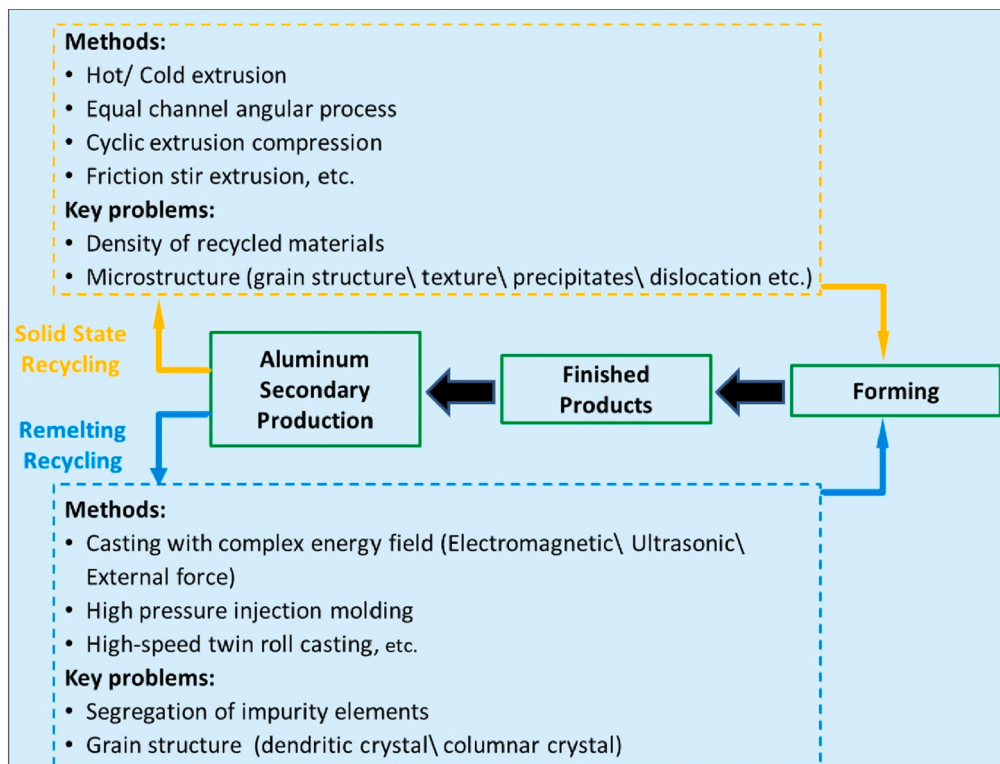 Methods:
• Hot/ Cold extrusion
• Equal channel angular process
• Cyclic extrusion compression
• Friction stir extrusion, etc.
Key problems:
• Density of recycled materials
• Microstructure (grain structure\ texture\ precipitates\ dislocation etc.)
Solid State
Recycling
Aluminum
Secondary
Production
Finished
Products
Forming
Remelting
Recycling
Methods:
• Casting with complex energy field (Electromagnetic\ Ultrasonic\
External force)
• High pressure injection molding
• High-speed twin roll casting, etc.
Key problems:
• Segregation of impurity elements
• Grain structure (dendritic crystal\ columnar crystal)